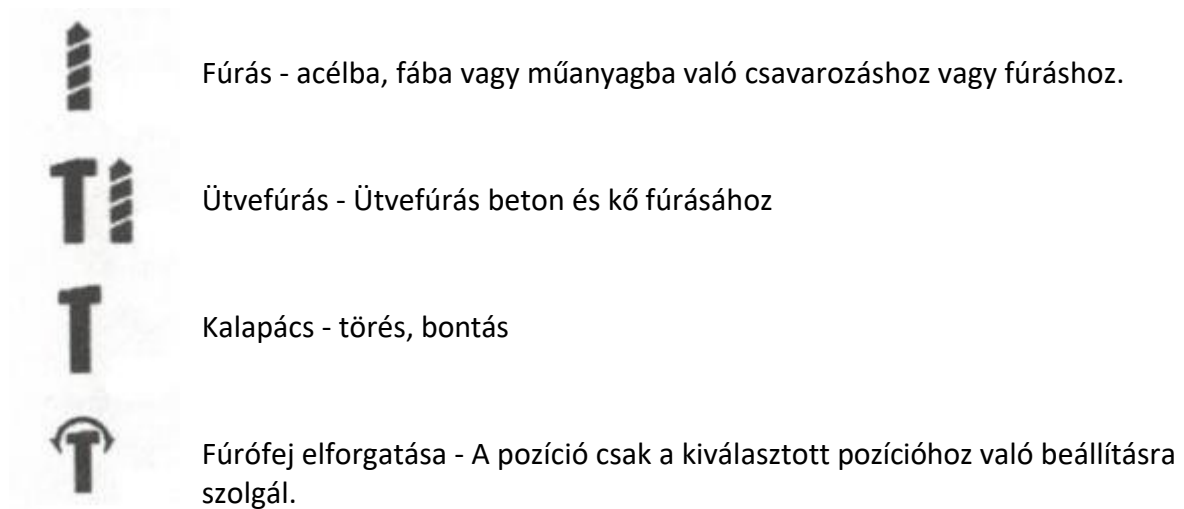 Fúrás - acélba, fába vagy műanyagba való csavarozáshoz vagy fúráshoz.
Ütvefúrás - Ütvefúrás beton és kő fúrásához
Kalapács - törés, bontás
Fúrófej elforgatása - A pozíció csak a kiválasztott pozícióhoz való beállításra
szolgál.